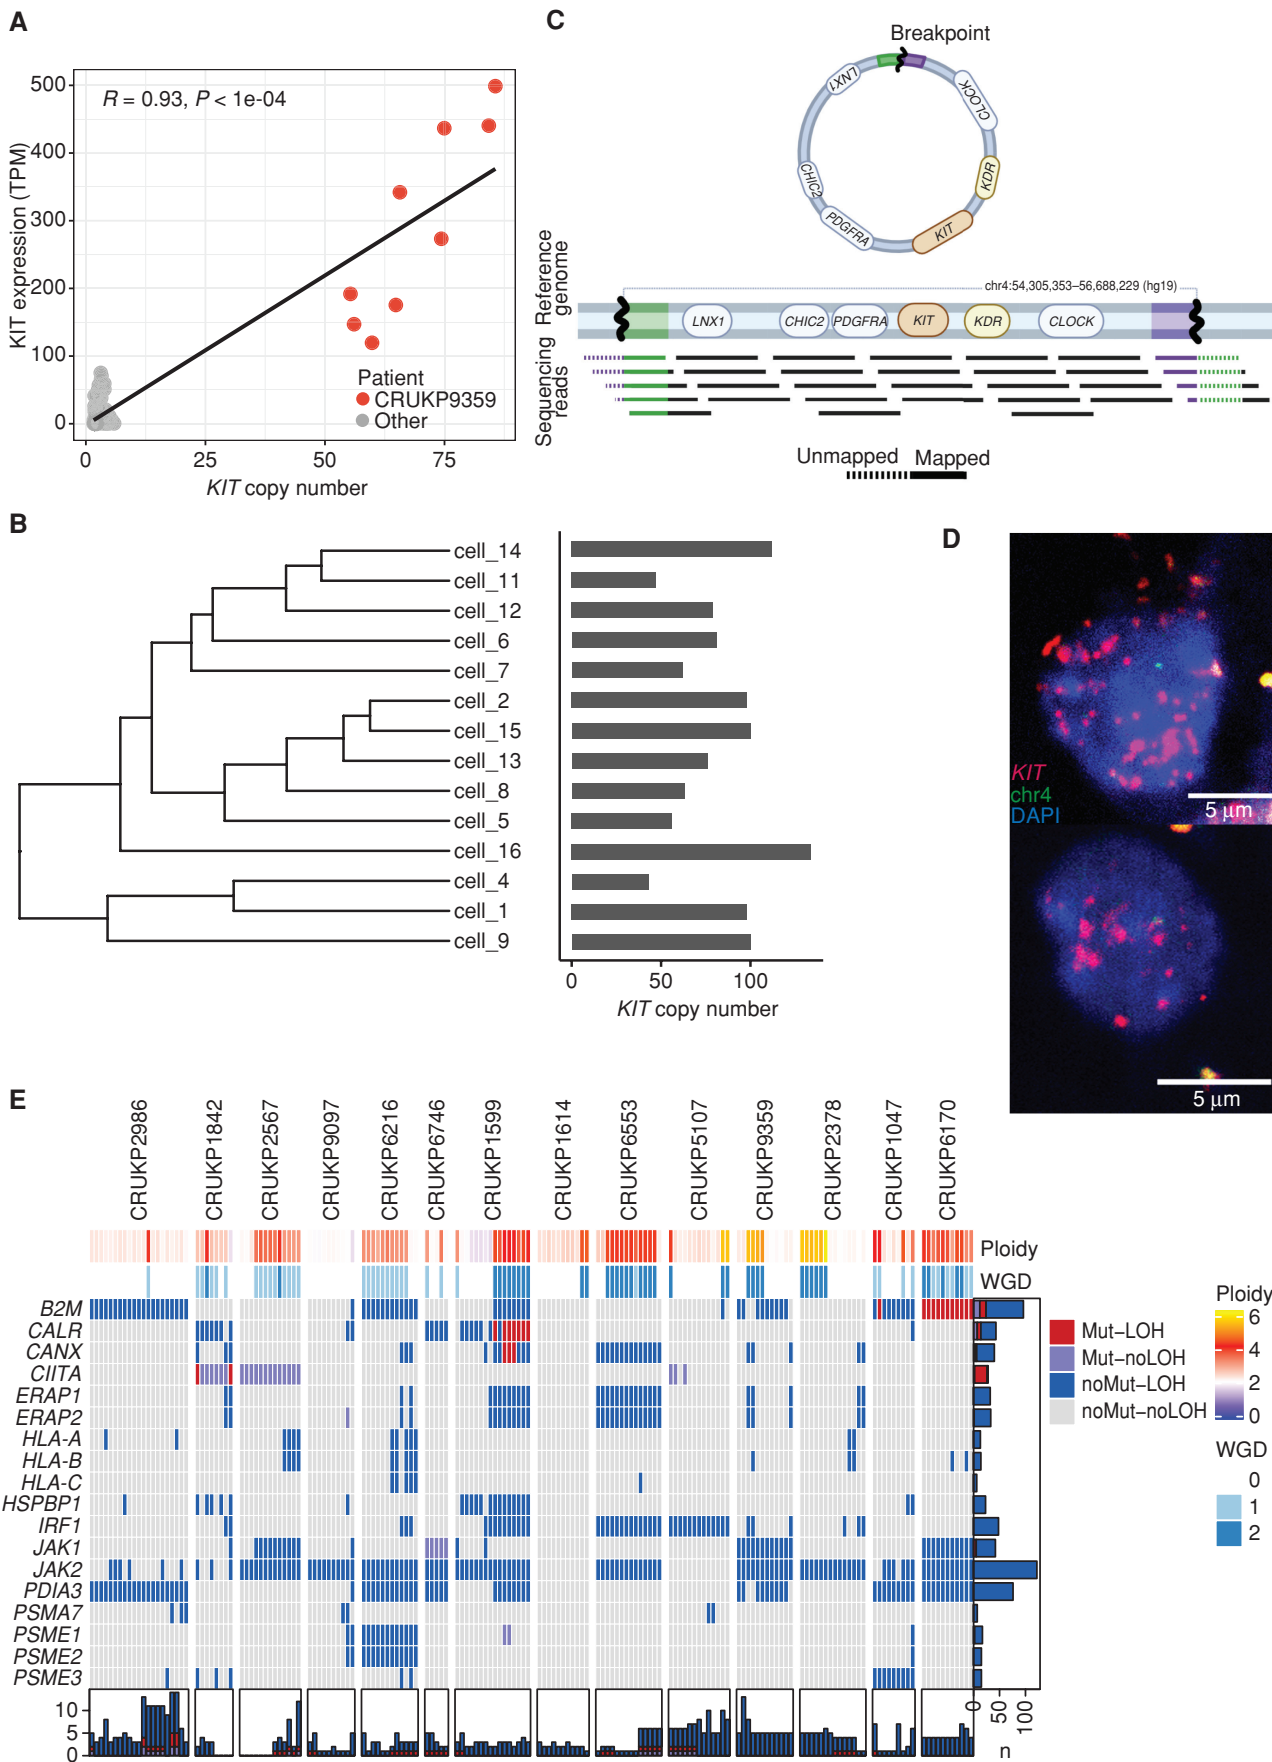 A
500
400
300
200
100
0
KIT expression (TPM)
R = 0.93, P < 1e-04
Patient
CRUKP9359
Other
0 25 50 75
KIT copy number
C
Breakpoint
LNX1
CLOCK
CHIC2
KDR
PDGFRA
KIT
Reference genome
chr4:54,305,353–56,688,229 (hg19)
LNX1 CHIC2 PDGFRA KIT KDR CLOCK
Sequencing reads
Unmapped Mapped
B
cell_14
cell_11
cell_12
cell_6
cell_7
cell_2
cell_15
cell_13
cell_8
cell_5
cell_16
cell_4
cell_1
cell_9
0 50 100
KIT copy number
D
KIT
chr4
DAPI
5 μm
5 μm
E
CRUKP2986
CRUKP1842
CRUKP2567
CRUKP9097
CRUKP6216
CRUKP6746
CRUKP1599
CRUKP1614
CRUKP6553
CRUKP5107
CRUKP9359
CRUKP2378
CRUKP1047
CRUKP6170
Ploidy
WGD
B2M
CALR
CANX
CIITA
ERAP1
ERAP2
HLA-A
HLA-B
HLA-C
HSPBP1
IRF1
JAK1
JAK2
PDIA3
PSMA7
PSME1
PSME2
PSME3
10
5
0
0 50 100
n
Mut–LOH
Mut–noLOH
noMut–LOH
noMut–noLOH
Ploidy
6
4
2
0
WGD
0
1
2